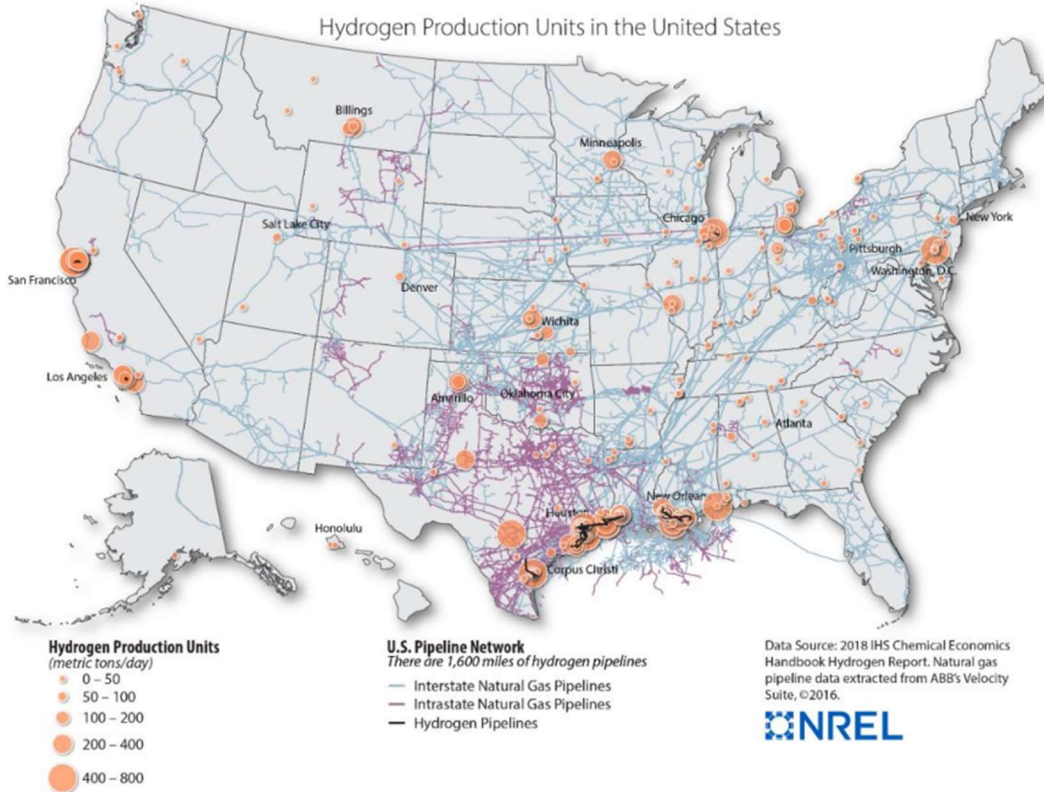 Hydrogen Production Units in the United States
Billings
Minneapolis
Chicago
New York
Salt Lake City
Pittsburgh
Washington, D.C.
San Francisco
Denver
Wichita
Los Angeles
Amarillo
Oklahoma City
Atlanta
New Orlean
Houston
Honolulu
Corpus Christi
Hydrogen Production Units
(metric tons/day)
0 – 50
50 – 100
100 – 200
200 – 400
400 – 800
U.S. Pipeline Network
There are 1,600 miles of hydrogen pipelines
Interstate Natural Gas Pipelines
Intrastate Natural Gas Pipelines
Hydrogen Pipelines
Data Source: 2018 IHS Chemical Economics
Handbook Hydrogen Report. Natural gas
pipeline data extracted from ABB's Velocity
Suite, ©2016.
NREL